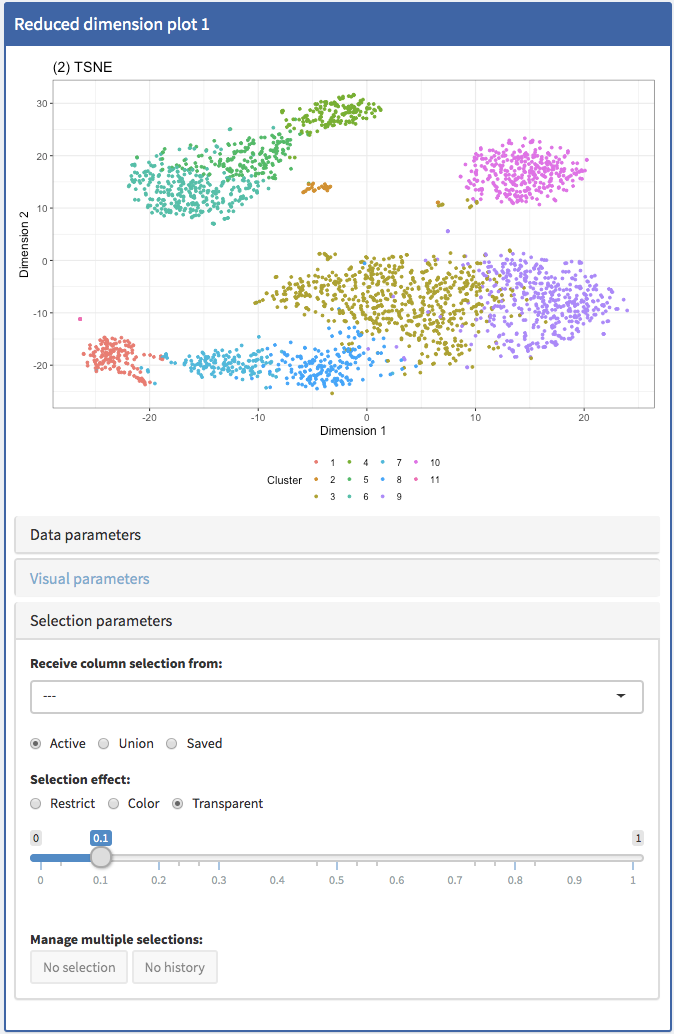 Reduced dimension plot 1
(2) TSNE
30
20
10
0
-10
-20
Dimension 2
-20 -10 0 10 20
Dimension 1
1 4 7 10
Cluster 2 5 8 11
3 6 9
Data parameters
Visual parameters
Selection parameters
Receive column selection from:
---
Active Union Saved
Selection effect:
Restrict Color Transparent
0 0.1 1
0 0.1 0.2 0.3 0.4 0.5 0.6 0.7 0.8 0.9 1
Manage multiple selections:
No selection No history